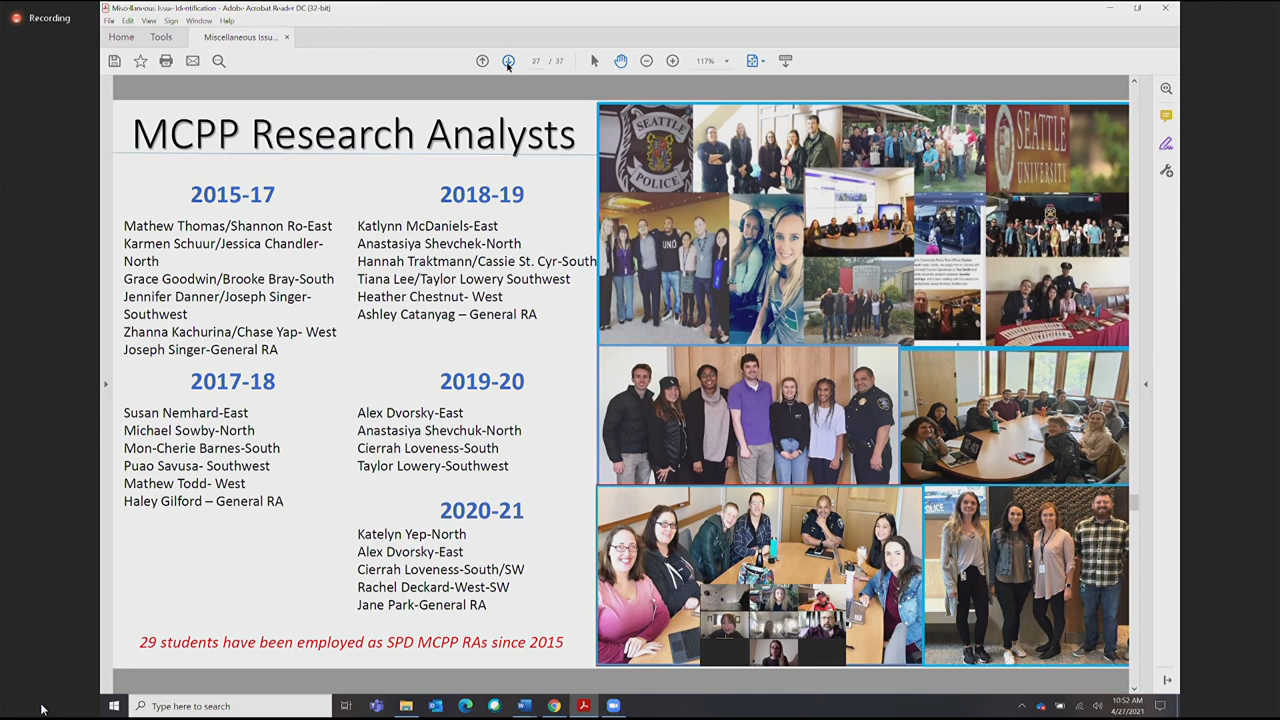 Recording
Miscellaneous Issue Identification - Adobe Acrobat Reader DC (32-bit)
File Edit View Sign Window Help
Home Tools Miscellaneous Issu... ×
27 / 37 117%
MCPP Research Analysts
2015-17
Mathew Thomas/Shannon Ro-East
Karmen Schuur/Jessica Chandler-
North
Grace Goodwin/Jenn Murray-South
Jennifer Danner/Joseph Singer-
Southwest
Zhanna Kachurina/Chase Yap- West
Joseph Singer-General RA
2017-18
Susan Nemhard-East
Michael Sowby-North
Mon-Cherie Barnes-South
Puao Savusa- Southwest
Mathew Todd- West
Haley Gilford – General RA
2018-19
Katlynn McDaniels-East
Anastasiya Shevchek-North
Hannah Traktmann/Cassie St. Cyr-South
Tiana Lee/Taylor Lowery Southwest
Heather Chestnut- West
Ashley Catanyag – General RA
2019-20
Alex Dvorsky-East
Anastasiya Shevchuk-North
Cierrah Loveness-South
Taylor Lowery-Southwest
2020-21
Katelyn Yep-North
Alex Dvorsky-East
Cierrah Loveness-South/SW
Rachel Deckard-West-SW
Jane Park-General RA
29 students have been employed as SPD MCPP RAs since 2015
SEATTLE
POLICE
SEATTLE
UNIVERSITY
Type here to search
10:52 AM
4/27/2021